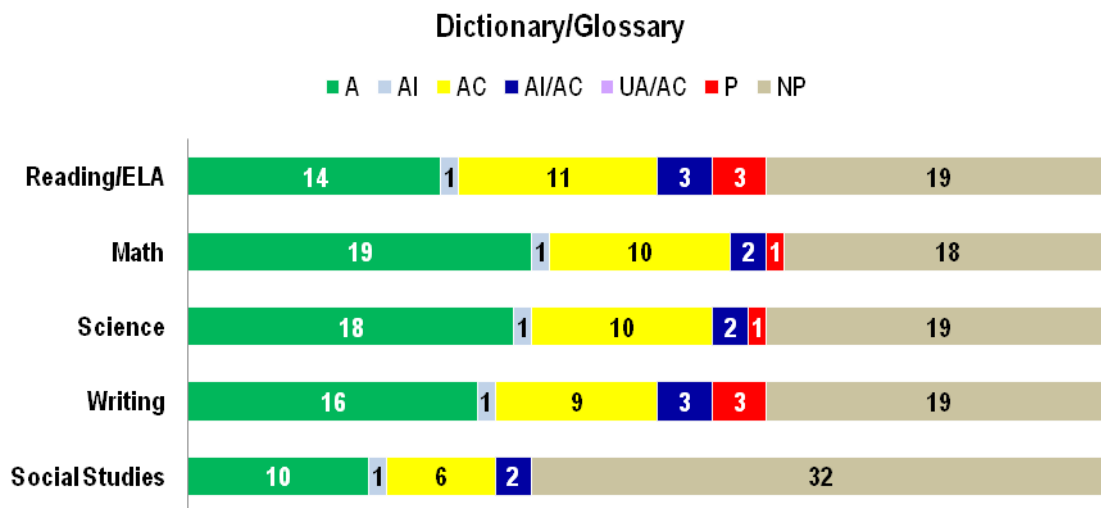 Dictionary/Glossary
A AI AC AI/AC UA/AC P NP
Reading/ELA 14 1 11 3 3 19
Math 19 1 10 2 1 18
Science 18 1 10 2 1 19
Writing 16 1 9 3 3 19
Social Studies 10 1 6 2 32